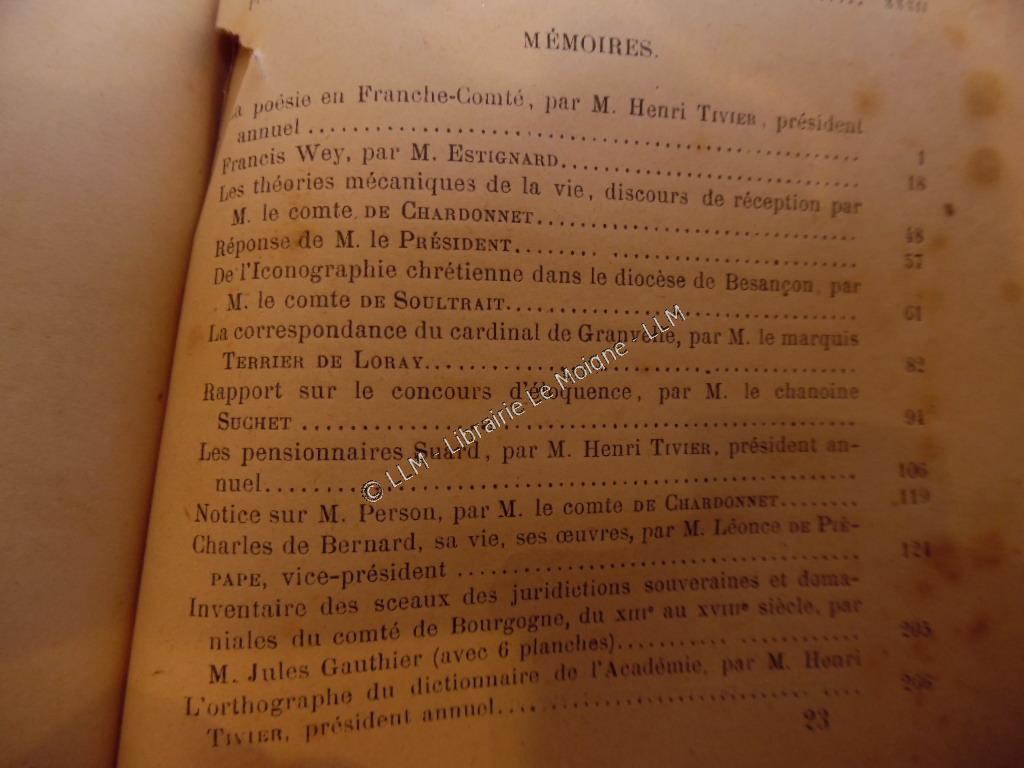 MÉMOIRES.
La poésie en Franche-Comté, par M. Henri TIVIER, président
annuel .......... 1
Francis Wey, par M. ESTIGNARD.......... 18
Les théories mécaniques de la vie, discours de réception par
M. le comte DE CHARDONNET.......... 48
Réponse de M. le PRÉSIDENT.......... 57
De l'Iconographie chrétienne dans le diocèse de Besançon, par
M. le comte DE SOULTRAIT.......... 61
La correspondance du cardinal de Granvelle, par M. le marquis
TERRIER DE LORAY.......... 82
Rapport sur le concours d'éloquence, par M. le chanoine
SUCHET .......... 94
Les pensionnaires Suard, par M. Henri TIVIER, président an-
nuel.......... 106
Notice sur M. Person, par M. le comte DE CHARDONNET.......... 119
Charles de Bernard, sa vie, ses œuvres, par M. Léonce DE PIÉ-
PAPE, vice-président .......... 124
Inventaire des sceaux des juridictions souveraines et doma-
niales du comté de Bourgogne, du XIIIe au XVIIIe siècle, par
M. Jules Gauthier (avec 6 planches).......... 205
L'orthographe du dictionnaire de l'Académie, par M. Henri
TIVIER, président annuel.......... 266
23
© LLM - Librairie Le Moigne - LLM